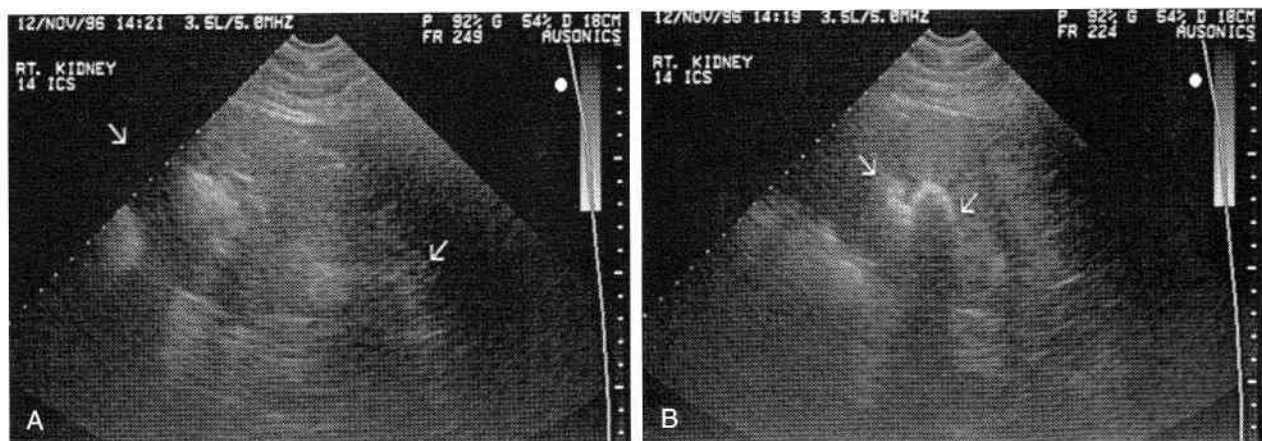 12/NOV/96 14:21 3.5L/5.0MHZ P 92% G 54% D 18CM
FR 249 AUSONICS
RT. KIDNEY
14 ICS
A
12/NOV/96 14:19 3.5L/5.0MHZ P 92% G 54% D 18CM
FR 224 AUSONICS
RT. KIDNEY
14 ICS
B